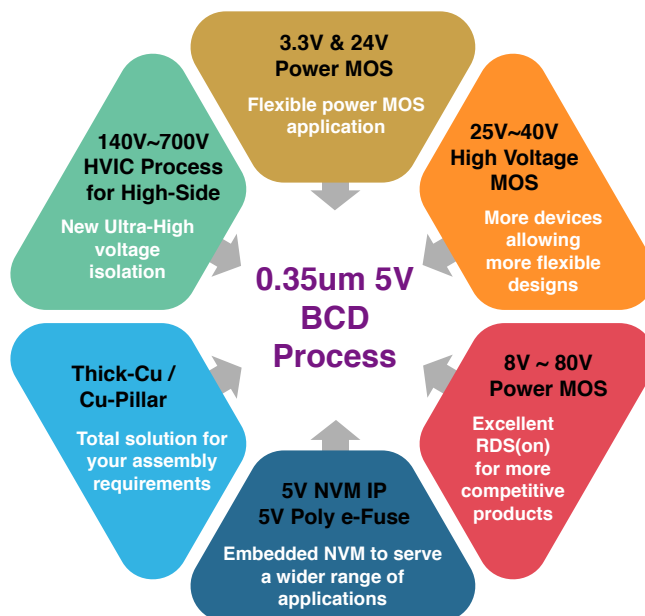 3.3V & 24V
Power MOS
Flexible power MOS
application
140V~700V
HVIC Process
for High-Side
New Ultra-High
voltage
isolation
25V~40V
High Voltage
MOS
More devices
allowing
more flexible
designs
0.35um 5V
BCD
Process
Thick-Cu /
Cu-Pillar
Total solution for
your assembly
requirements
8V ~ 80V
Power MOS
Excellent
RDS(on)
for more
competitive
products
5V NVM IP
5V Poly e-Fuse
Embedded NVM to serve
a wider range of
applications